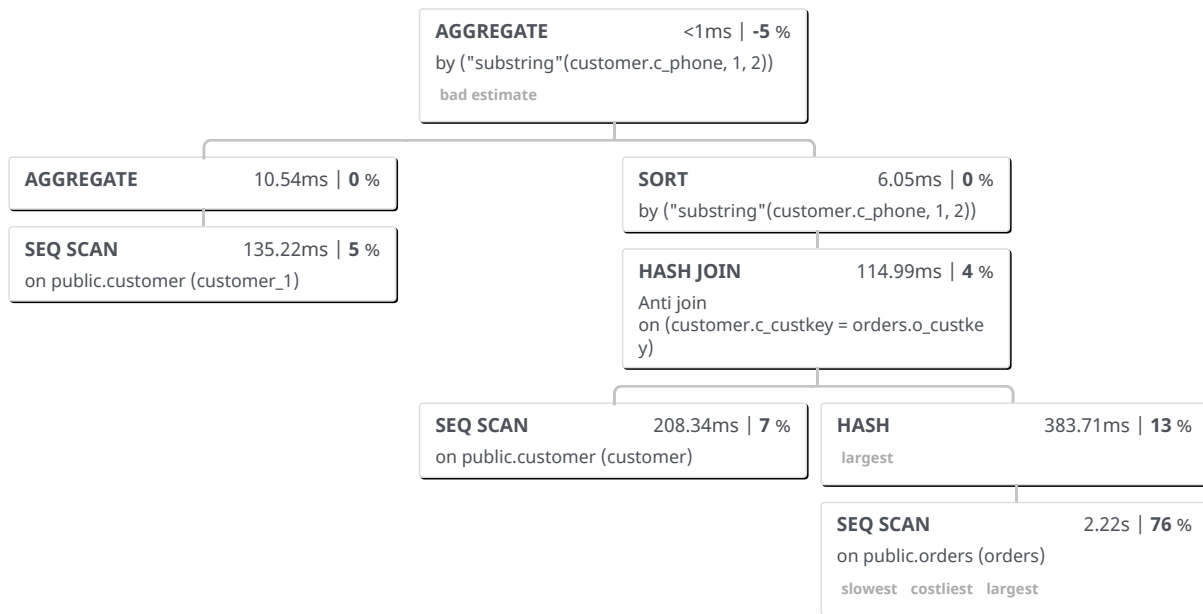 AGGREGATE <1ms | -5 %
by ("substring"(customer.c_phone, 1, 2))
bad estimate
AGGREGATE 10.54ms | 0 %
SORT 6.05ms | 0 %
by ("substring"(customer.c_phone, 1, 2))
SEQ SCAN 135.22ms | 5 %
on public.customer (customer_1)
HASH JOIN 114.99ms | 4 %
Anti join
on (customer.c_custkey = orders.o_custke
y)
SEQ SCAN 208.34ms | 7 %
on public.customer (customer)
HASH 383.71ms | 13 %
largest
SEQ SCAN 2.22s | 76 %
on public.orders (orders)
slowest costliest largest